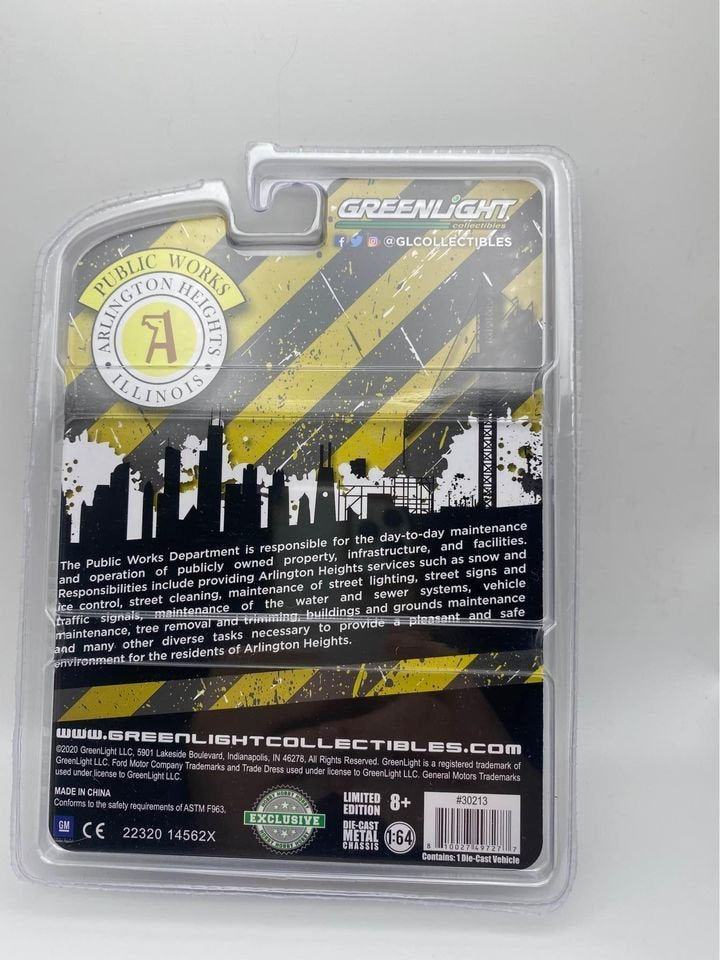 GREENLiGHT
collectibles
@GLCOLLECTIBLES
PUBLIC WORKS
ARLINGTON HEIGHTS
A
ILLINOIS
The Public Works Department is responsible for the day-to-day maintenance
and operation of publicly owned property, infrastructure, and facilities.
Responsibilities include providing Arlington Heights services such as snow and
ice control, street cleaning, maintenance of street lighting, street signs and
traffic signals, maintenance of the water and sewer systems, vehicle
maintenance, tree removal and trimming, buildings and grounds maintenance
and many other diverse tasks necessary to provide a pleasant and safe
environment for the residents of Arlington Heights.
WWW.GREENLIGHTCOLLECTIBLES.COM
©2020 GreenLight LLC, 5901 Lakeside Boulevard, Indianapolis, IN 46278, All Rights Reserved. GreenLight is a registered trademark of
GreenLight LLC. Ford Motor Company Trademarks and Trade Dress used under license to GreenLight LLC. General Motors Trademarks
used under license to GreenLight LLC.
MADE IN CHINA
Conforms to the safety requirements of ASTM F963.
GM CE 22320 14562X
HOBBY
EXCLUSIVE
HOBBY
LIMITED
EDITION
8+
DIE-CAST
METAL
CHASSIS
1:64
#30213
8 10027 49727 7
Contains: 1 Die-Cast Vehicle